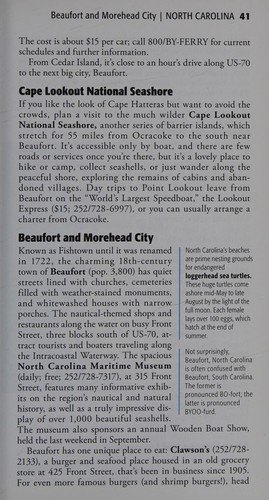 Beaufort and Morehead City | NORTH CAROLINA 41
The cost is about $15 per car; call 800/BY-FERRY for current
schedules and further information.
From Cedar Island, it's close to an hour's drive along US-70
to the next big city, Beaufort.
Cape Lookout National Seashore
If you like the look of Cape Hatteras but want to avoid the
crowds, plan a visit to the much wilder Cape Lookout
National Seashore, another series of barrier islands, which
stretch for 55 miles from Ocracoke to the south near
Beaufort. It's accessible only by boat, and there are few
roads or services once you're there, but it's a lovely place to
hike or camp, collect seashells, or just wander along the
peaceful shore, exploring the remains of cabins and aban-
doned villages. Day trips to Point Lookout leave from
Beaufort on the "World's Largest Speedboat," the Lookout
Express ($15; 252/728-6997), or you can usually arrange a
charter from Ocracoke.
Beaufort and Morehead City
Known as Fishtown until it was renamed
in 1722, the charming 18th-century
town of Beaufort (pop. 3,800) has quiet
streets lined with churches, cemeteries
filled with weather-stained monuments,
and whitewashed houses with narrow
porches. The nautical-themed shops and
restaurants along the water on busy Front
Street, three blocks south of US-70, at-
tract tourists and boaters traveling along
the Intracoastal Waterway. The spacious
North Carolina Maritime Museum
(daily; free; 252/728-7317), at 315 Front
Street, features many informative exhib-
its on the region's nautical and natural
history, as well as a truly impressive dis-
play of over 1,000 beautiful seashells.
The museum also sponsors an annual Wooden Boat Show,
held the last weekend in September.
Beaufort has one unique place to eat: Clawson's (252/728-
2133), a burger and seafood place housed in an old grocery
store at 425 Front Street, that's been in business since 1905.
For even more famous burgers (and shrimp burgers!), head
North Carolina's beaches
are prime nesting grounds
for endangered
loggerhead sea turtles.
These huge turtles come
ashore mid-May to late
August by the light of the
full moon. Each female
lays over 100 eggs, which
hatch at the end of
summer.
Not surprisingly,
Beaufort, North Carolina
is often confused with
Beaufort, South Carolina.
The former is
pronounced BO-fort; the
latter is pronounced
BYOO-furd.